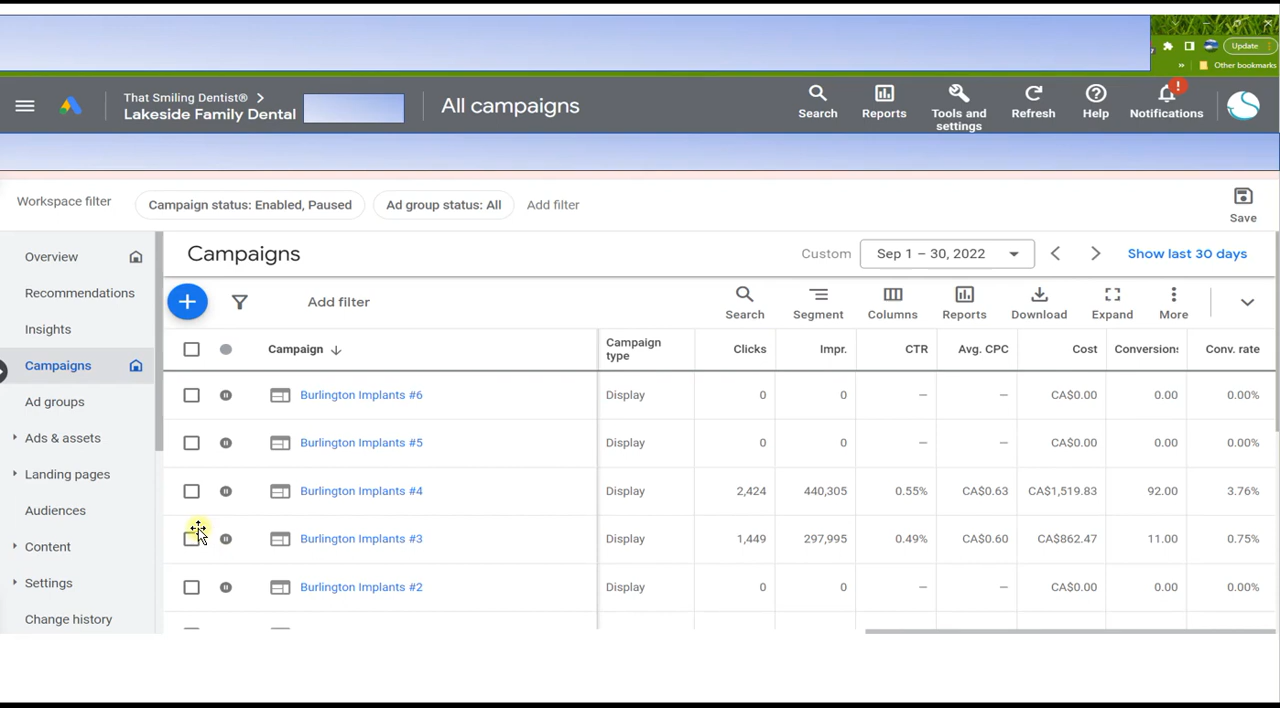 Update
Other bookmarks
That Smiling Dentist®
Lakeside Family Dental
All campaigns
Search
Reports
Tools and settings
Refresh
Help
Notifications
Workspace filter
Campaign status: Enabled, Paused
Ad group status: All
Add filter
Save
Overview
Recommendations
Insights
Campaigns
Ad groups
Ads & assets
Landing pages
Audiences
Content
Settings
Change history
Campaigns
Custom
Sep 1 – 30, 2022
Show last 30 days
Add filter
Search
Segment
Columns
Reports
Download
Expand
More
Campaign Campaign type Clicks Impr. CTR Avg. CPC Cost Conversions Conv. rate
Burlington Implants #6 Display 0 0 — — CA$0.00 0.00 0.00%
Burlington Implants #5 Display 0 0 — — CA$0.00 0.00 0.00%
Burlington Implants #4 Display 2,424 440,305 0.55% CA$0.63 CA$1,519.83 92.00 3.76%
Burlington Implants #3 Display 1,449 297,995 0.49% CA$0.60 CA$862.47 11.00 0.75%
Burlington Implants #2 Display 0 0 — — CA$0.00 0.00 0.00%